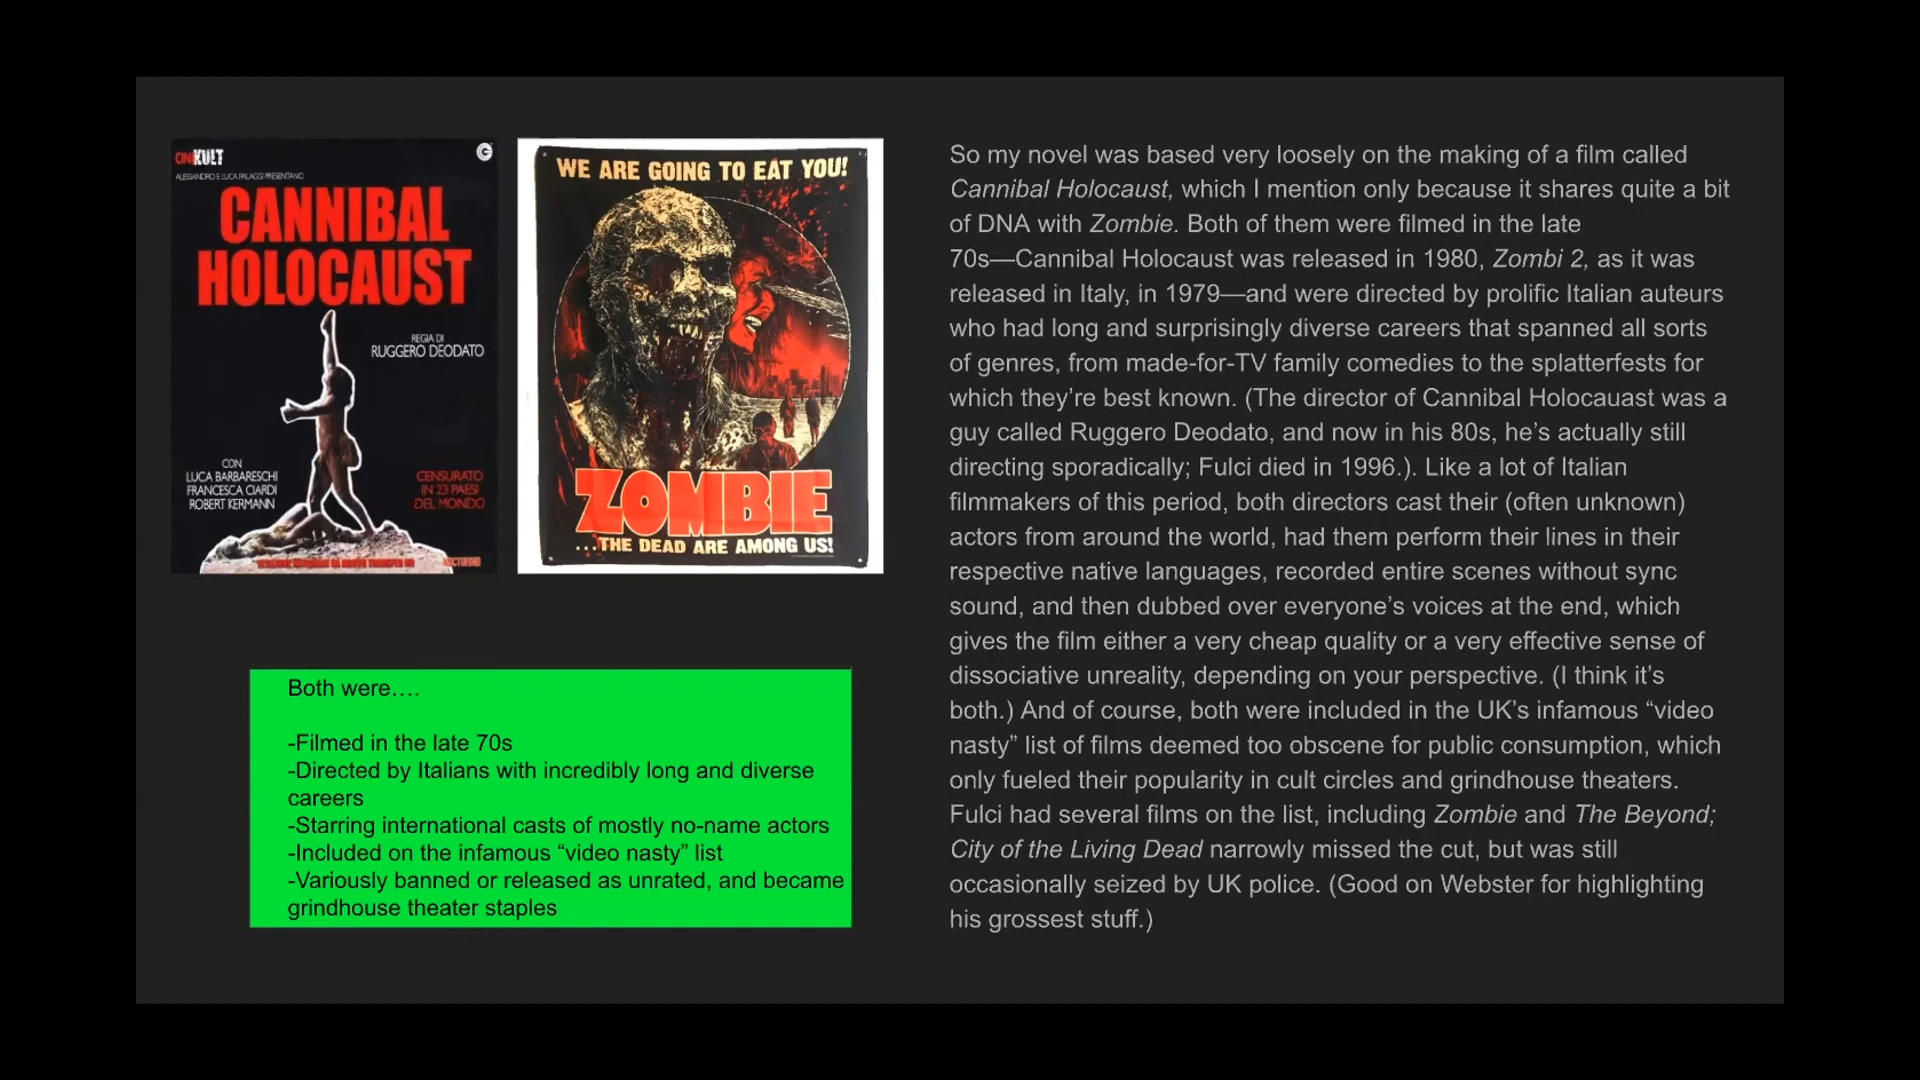 CINEKULT
ALESSANDRO E LUCA PALAGGI PRESENTANO
CANNIBAL
HOLOCAUST
REGIA DI
RUGGERO DEODATO
CON
LUCA BARBARESCHI
FRANCESCA CIARDI
ROBERT KERMANN
CENSURATO
IN 23 PAESI
DEL MONDO
NOCTURNO
WE ARE GOING TO EAT YOU!
ZOMBIE
...THE DEAD ARE AMONG US!
Both were….
-Filmed in the late 70s
-Directed by Italians with incredibly long and diverse
careers
-Starring international casts of mostly no-name actors
-Included on the infamous “video nasty” list
-Variously banned or released as unrated, and became
grindhouse theater staples
So my novel was based very loosely on the making of a film called
Cannibal Holocaust, which I mention only because it shares quite a bit
of DNA with Zombie. Both of them were filmed in the late
70s—Cannibal Holocaust was released in 1980, Zombi 2, as it was
released in Italy, in 1979—and were directed by prolific Italian auteurs
who had long and surprisingly diverse careers that spanned all sorts
of genres, from made-for-TV family comedies to the splatterfests for
which they’re best known. (The director of Cannibal Holocauast was a
guy called Ruggero Deodato, and now in his 80s, he’s actually still
directing sporadically; Fulci died in 1996.). Like a lot of Italian
filmmakers of this period, both directors cast their (often unknown)
actors from around the world, had them perform their lines in their
respective native languages, recorded entire scenes without sync
sound, and then dubbed over everyone’s voices at the end, which
gives the film either a very cheap quality or a very effective sense of
dissociative unreality, depending on your perspective. (I think it’s
both.) And of course, both were included in the UK’s infamous “video
nasty” list of films deemed too obscene for public consumption, which
only fueled their popularity in cult circles and grindhouse theaters.
Fulci had several films on the list, including Zombie and The Beyond;
City of the Living Dead narrowly missed the cut, but was still
occasionally seized by UK police. (Good on Webster for highlighting
his grossest stuff.)